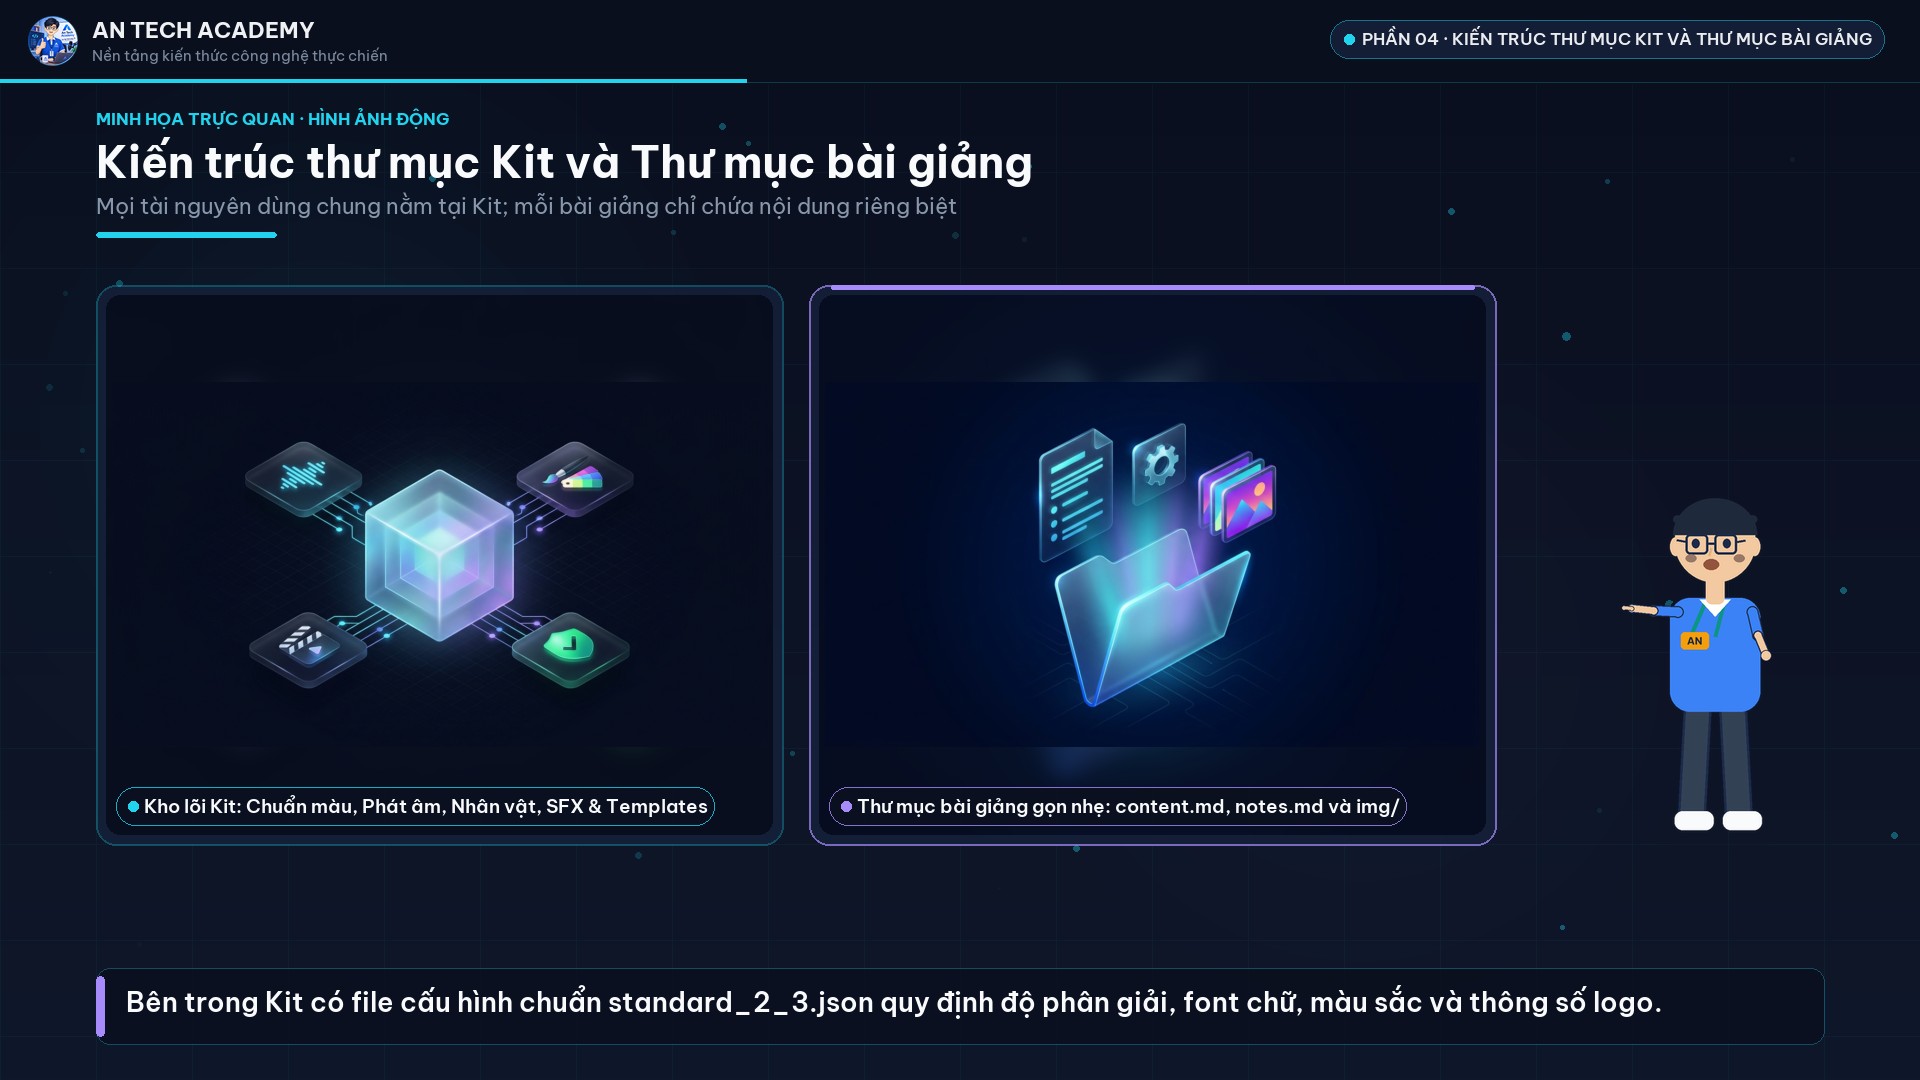 AN TECH ACADEMY
Nền tảng kiến thức công nghệ thực chiến
PHẦN 04 · KIẾN TRÚC THƯ MỤC KIT VÀ THƯ MỤC BÀI GIẢNG
MINH HỌA TRỰC QUAN · HÌNH ẢNH ĐỘNG
Kiến trúc thư mục Kit và Thư mục bài giảng
Mọi tài nguyên dùng chung nằm tại Kit; mỗi bài giảng chỉ chứa nội dung riêng biệt
Kho lõi Kit: Chuẩn màu, Phát âm, Nhân vật, SFX & Templates
Thư mục bài giảng gọn nhẹ: content.md, notes.md và img/
AN
Bên trong Kit có file cấu hình chuẩn standard_2_3.json quy định độ phân giải, font chữ, màu sắc và thông số logo.